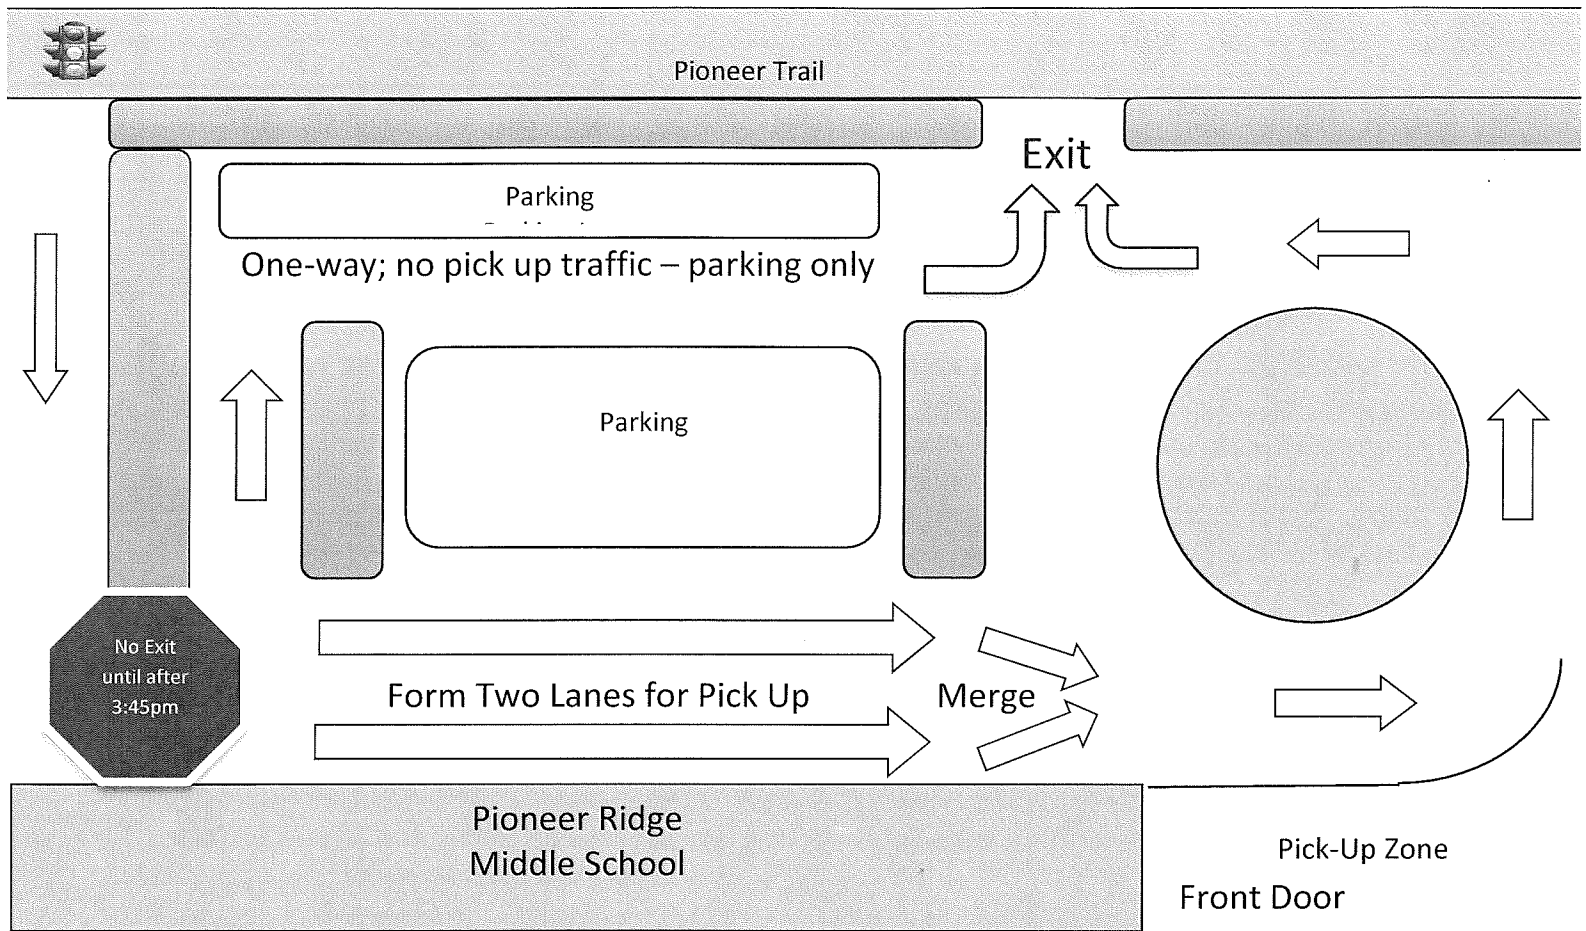 Pioneer Trail
Exit
Parking
One-way; no pick up traffic – parking only
Parking
No Exit
until after
3:45pm
Form Two Lanes for Pick Up
Merge
Pioneer Ridge
Middle School
Pick-Up Zone
Front Door